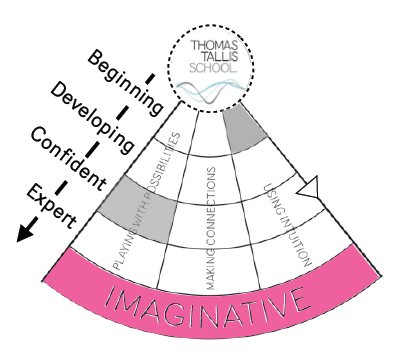 THOMAS
TALLIS
SCHOOL
Beginning
Developing
Confident
Expert
PLAYING WITH POSSIBILITIES
MAKING CONNECTIONS
USING INTUITION
IMAGINATIVE